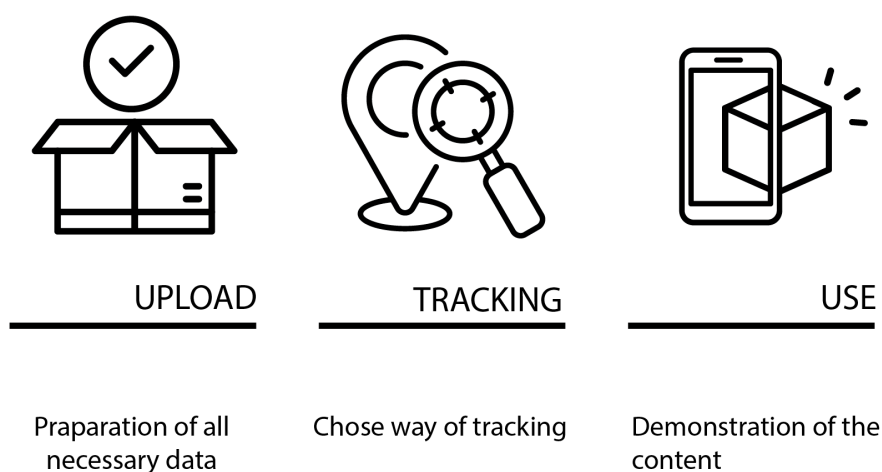 UPLOAD
TRACKING
USE
Praparation of all
necessary data
Chose way of tracking
Demonstration of the
content